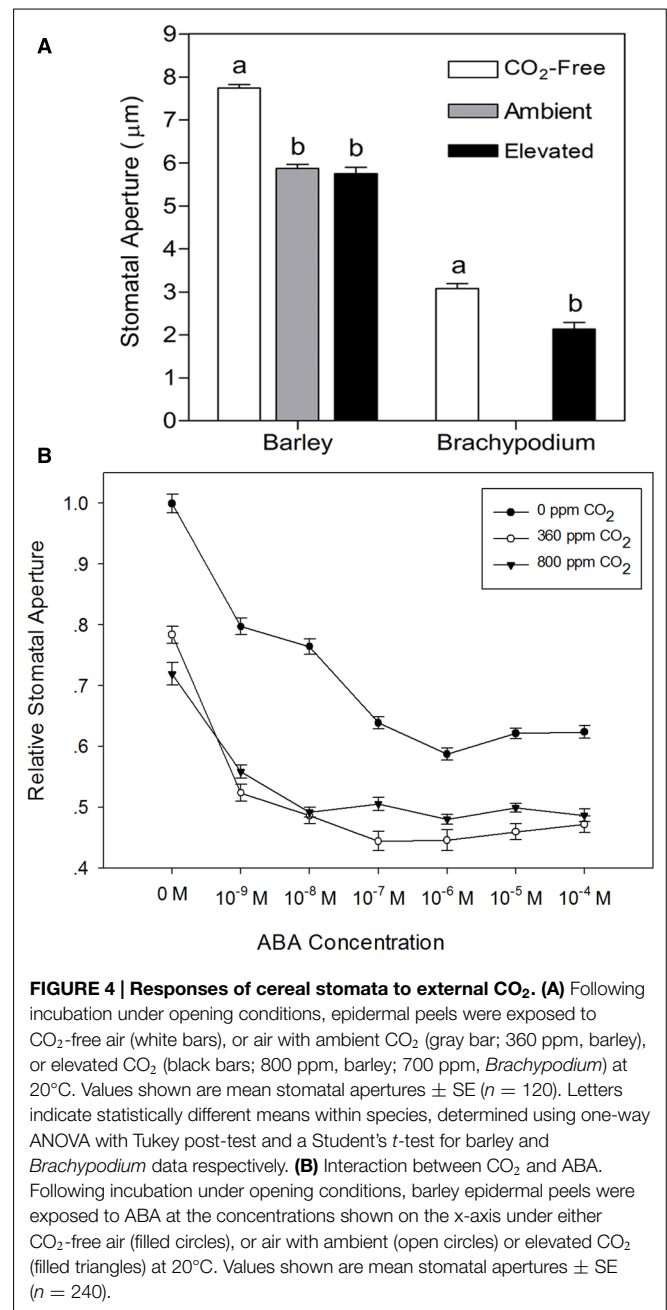 A
9
8
7
6
5
4
3
2
1
0
Stomatal Aperture (μm)
a
b
b
a
b
CO₂-Free
Ambient
Elevated
Barley
Brachypodium
B
1.0
.9
.8
.7
.6
.5
.4
Relative Stomatal Aperture
0 ppm CO₂
360 ppm CO₂
800 ppm CO₂
0 M
10⁻⁹ M
10⁻⁸ M
10⁻⁷ M
10⁻⁶ M
10⁻⁵ M
10⁻⁴ M
ABA Concentration
FIGURE 4 | Responses of cereal stomata to external CO₂. (A) Following
incubation under opening conditions, epidermal peels were exposed to
CO₂-free air (white bars), or air with ambient CO₂ (gray bar; 360 ppm, barley),
or elevated CO₂ (black bars; 800 ppm, barley; 700 ppm, Brachypodium) at
20°C. Values shown are mean stomatal apertures ± SE (n = 120). Letters
indicate statistically different means within species, determined using one-way
ANOVA with Tukey post-test and a Student's t-test for barley and
Brachypodium data respectively. (B) Interaction between CO₂ and ABA.
Following incubation under opening conditions, barley epidermal peels were
exposed to ABA at the concentrations shown on the x-axis under either
CO₂-free air (filled circles), or air with ambient (open circles) or elevated CO₂
(filled triangles) at 20°C. Values shown are mean stomatal apertures ± SE
(n = 240).